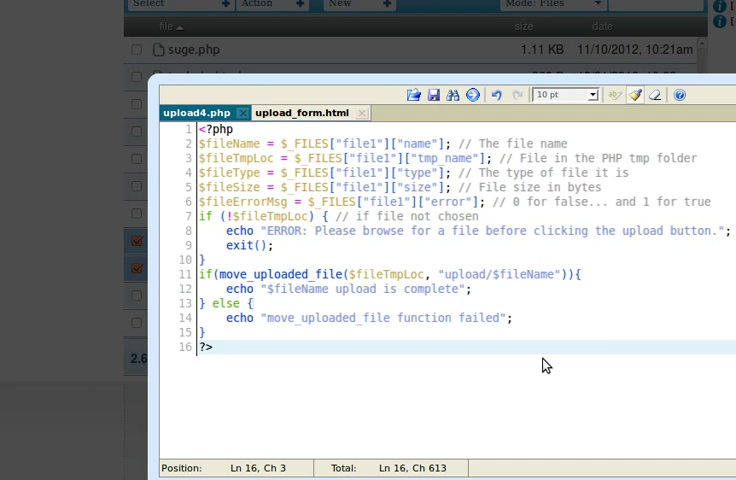 Select
Action
New
Mode: Files
file
size
date
suge.php
1.11 KB
11/10/2012, 10:21am
10 pt
upload4.php
upload_form.html
1 <?php
2 $fileName = $_FILES["file1"]["name"]; // The file name
3 $fileTmpLoc = $_FILES["file1"]["tmp_name"]; // File in the PHP tmp folder
4 $fileType = $_FILES["file1"]["type"]; // The type of file it is
5 $fileSize = $_FILES["file1"]["size"]; // File size in bytes
6 $fileErrorMsg = $_FILES["file1"]["error"]; // 0 for false... and 1 for true
7 if (!$fileTmpLoc) { // if file not chosen
8 echo "ERROR: Please browse for a file before clicking the upload button.";
9 exit();
10 }
11 if(move_uploaded_file($fileTmpLoc, "upload/$fileName")){
12 echo "$fileName upload is complete";
13 } else {
14 echo "move_uploaded_file function failed";
15 }
16 ?>
2.6
Position: Ln 16, Ch 3 Total: Ln 16, Ch 613